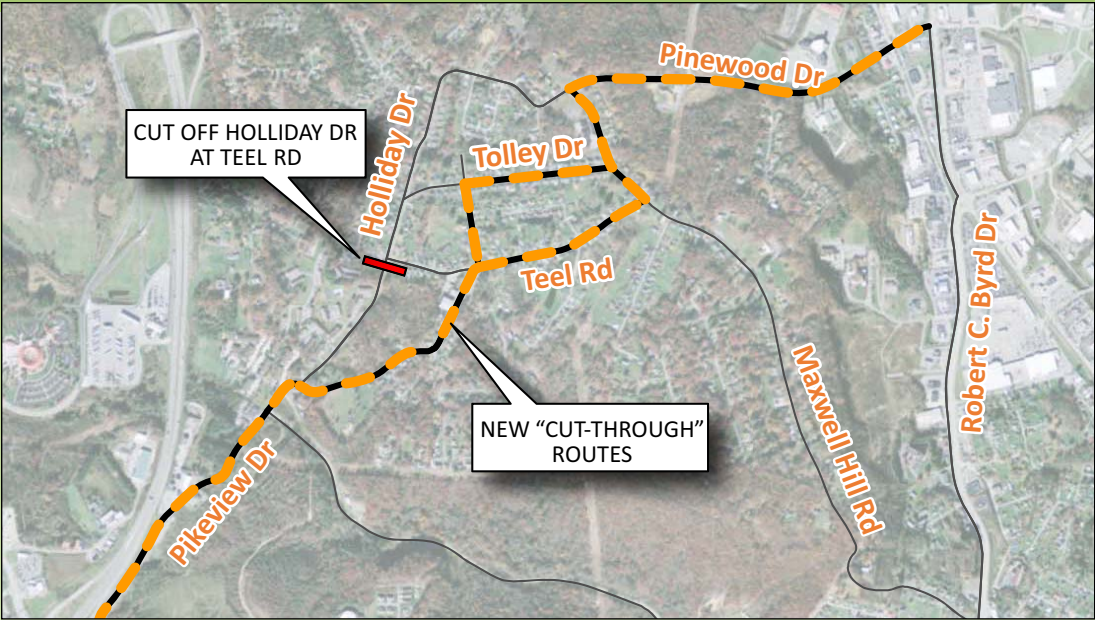 Pinewood Dr
CUT OFF HOLLIDAY DR
AT TEEL RD
Holliday Dr
Tolley Dr
Teel Rd
Robert C. Byrd Dr
Maxwell Hill Rd
NEW “CUT-THROUGH”
ROUTES
Pikeview Dr